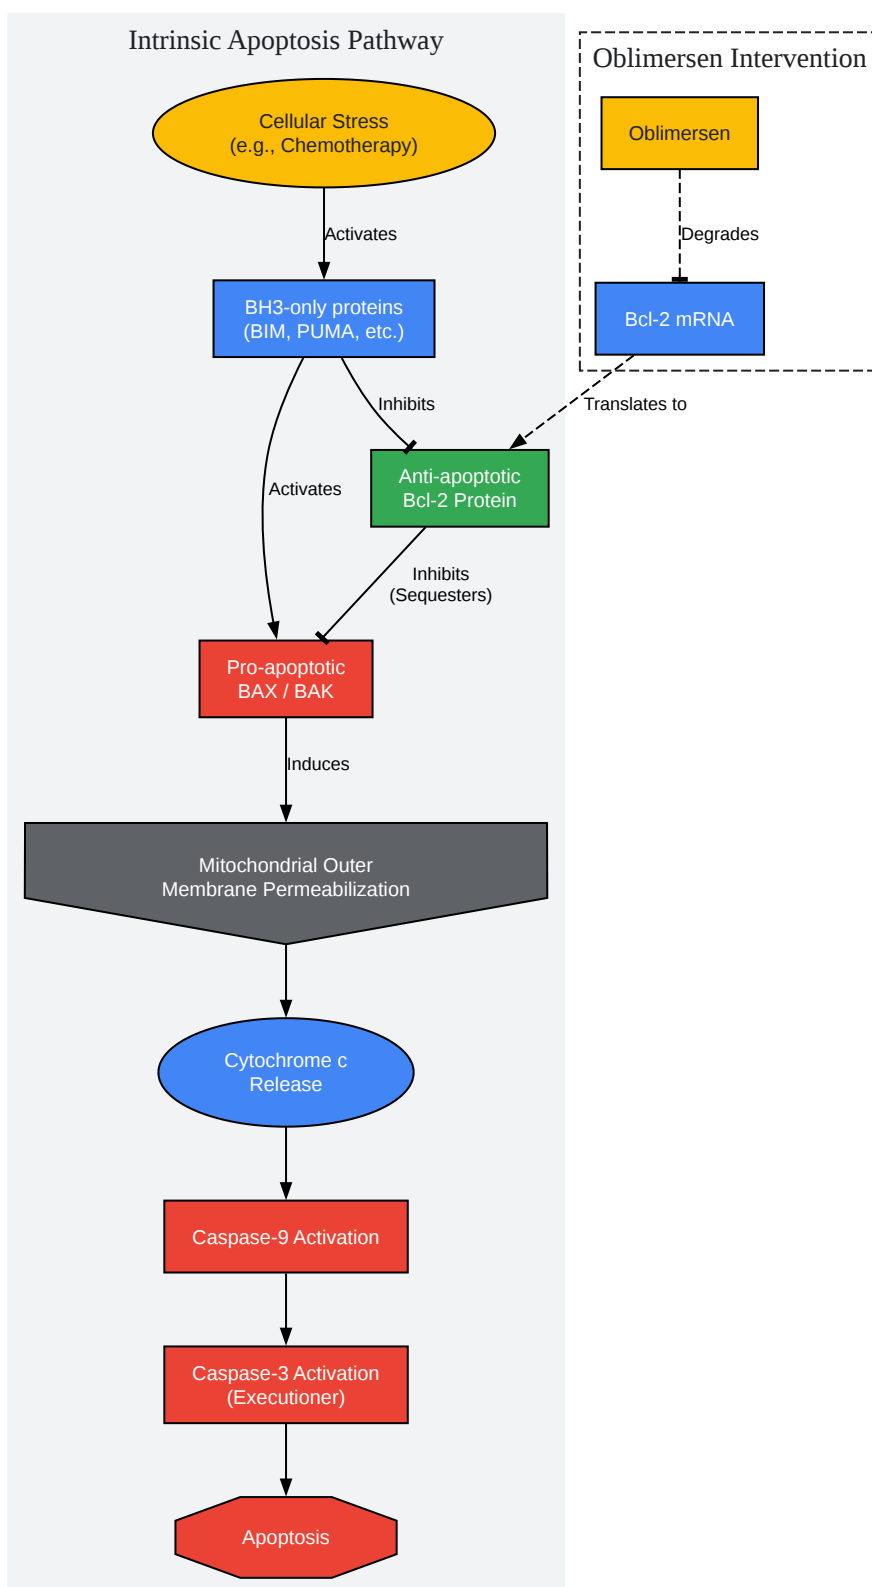 Intrinsic Apoptosis Pathway
Oblimersen Intervention
Cellular Stress
(e.g., Chemotherapy)
Oblimersen
Activates
Degrades
BH3-only proteins
(BIM, PUMA, etc.)
Bcl-2 mRNA
Inhibits
Translates to
Anti-apoptotic
Bcl-2 Protein
Activates
Inhibits
(Sequesters)
Pro-apoptotic
BAX / BAK
Induces
Mitochondrial Outer
Membrane Permeabilization
Cytochrome c
Release
Caspase-9 Activation
Caspase-3 Activation
(Executioner)
Apoptosis